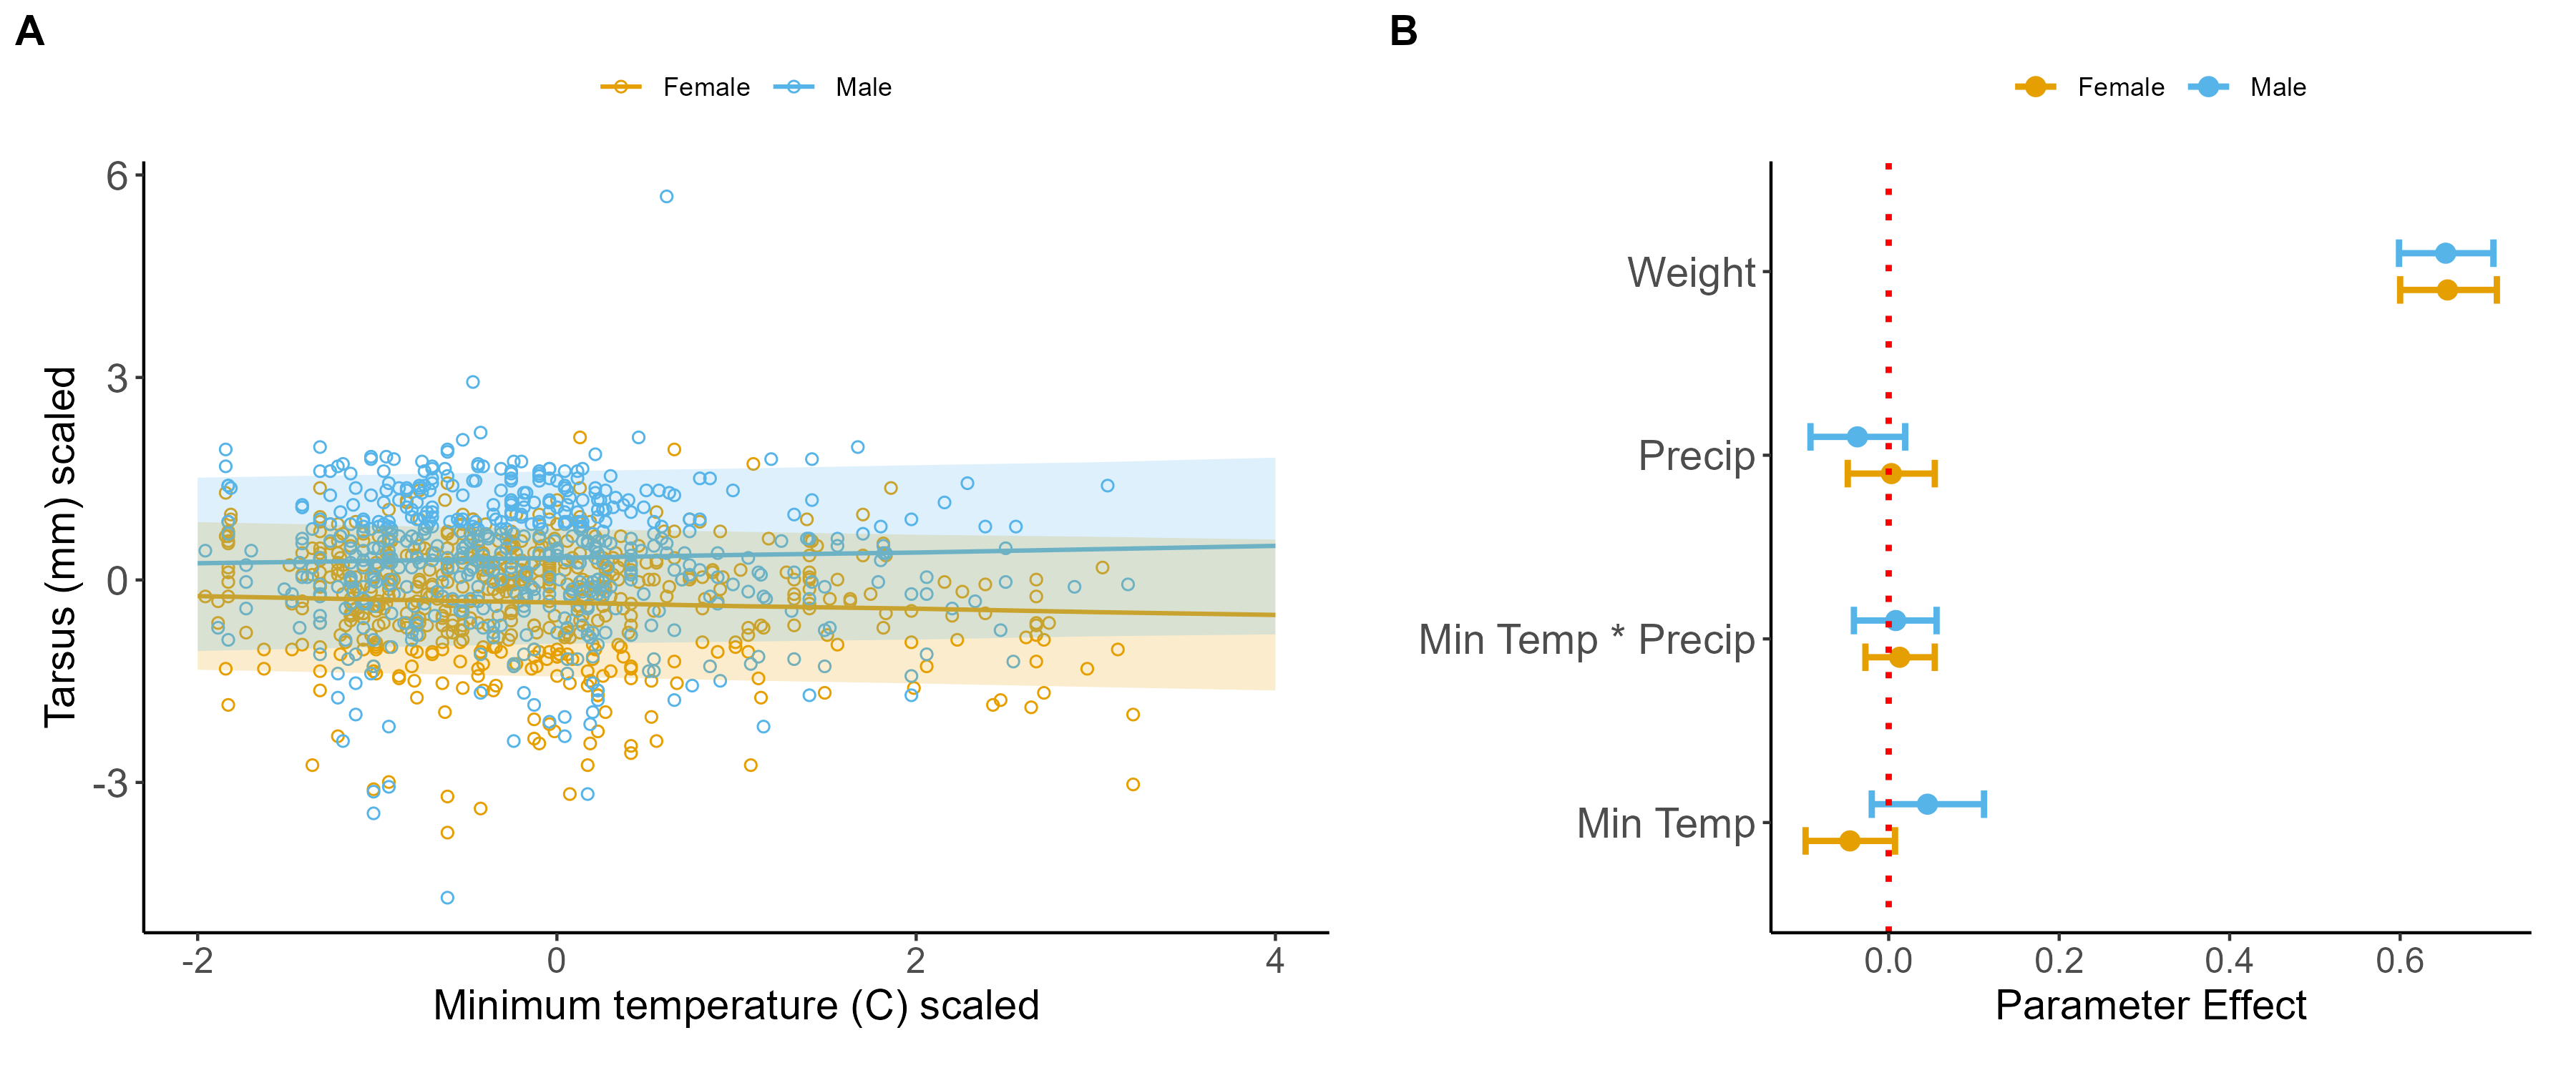 A
Female Male
6
3
0
-3
Tarsus (mm) scaled
-2 0 2 4
Minimum temperature (C) scaled
B
Female Male
Weight
Precip
Min Temp * Precip
Min Temp
0.0 0.2 0.4 0.6
Parameter Effect